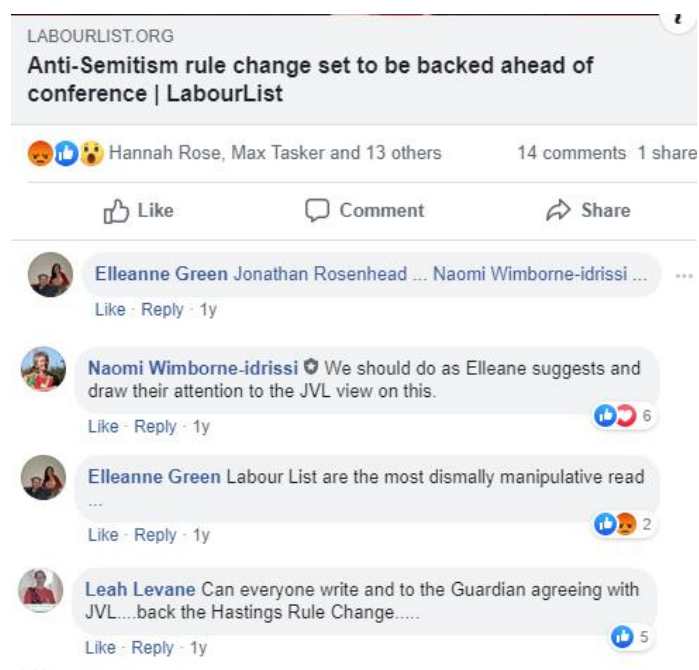 LABOURLIST.ORG
Anti-Semitism rule change set to be backed ahead of
conference | LabourList
Hannah Rose, Max Tasker and 13 others 14 comments 1 share
Like Comment Share
Elleanne Green Jonathan Rosenhead ... Naomi Wimborne-idrissi ...
Like · Reply · 1y
Naomi Wimborne-idrissi We should do as Elleane suggests and
draw their attention to the JVL view on this.
6
Like · Reply · 1y
Elleanne Green Labour List are the most dismally manipulative read
...
2
Like · Reply · 1y
Leah Levane Can everyone write and to the Guardian agreeing with
JVL....back the Hastings Rule Change.....
5
Like · Reply · 1y